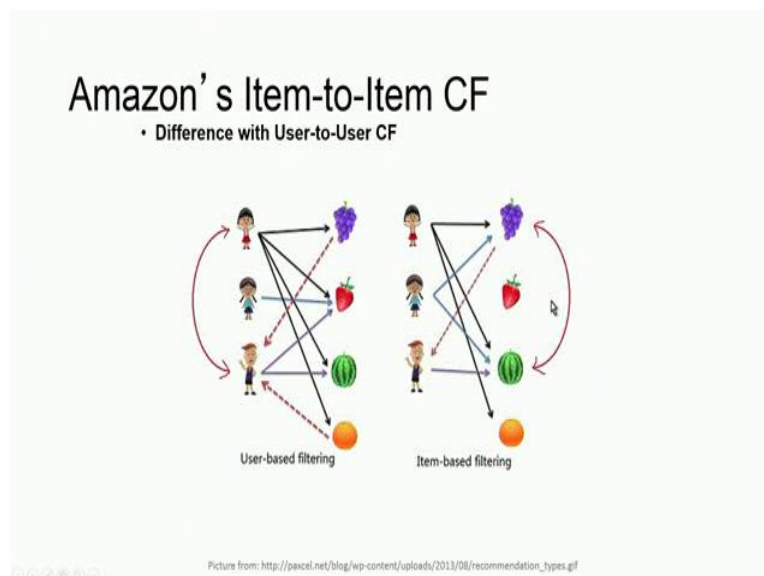 Amazon's Item-to-Item CF
• Difference with User-to-User CF
User-based filtering
Item-based filtering
Picture from: http://paxcel.net/blog/wp-content/uploads/2013/08/recommendation_types.gif